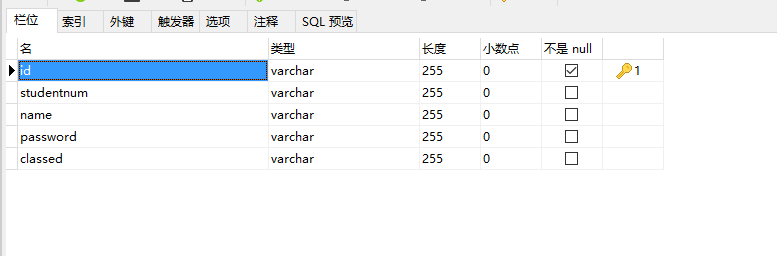 栏位 索引 外键 触发器 选项 注释 SQL 预览
名 类型 长度 小数点 不是 null
id varchar 255 0 1
studentnum varchar 255 0
name varchar 255 0
password varchar 255 0
classed varchar 255 0